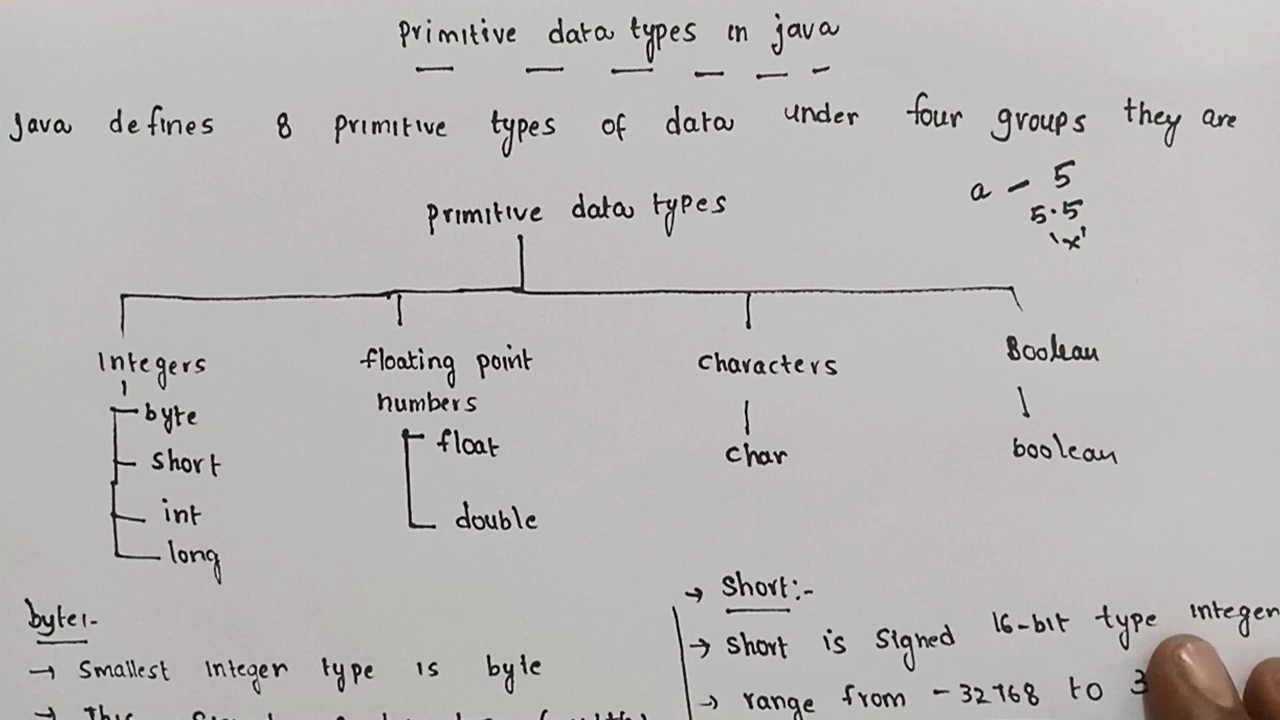 Primitive data types in java
Java defines 8 primitive types of data under four groups they are
a - 5
5.5
'x'
primitive data types
Integers
byte
short
int
long
floating point
numbers
float
double
characters
char
Boolean
boolean
byte:-
→ Smallest integer type is byte
→ This
→ Short:-
→ short is signed 16-bit type integer
→ range from -32768 to 3